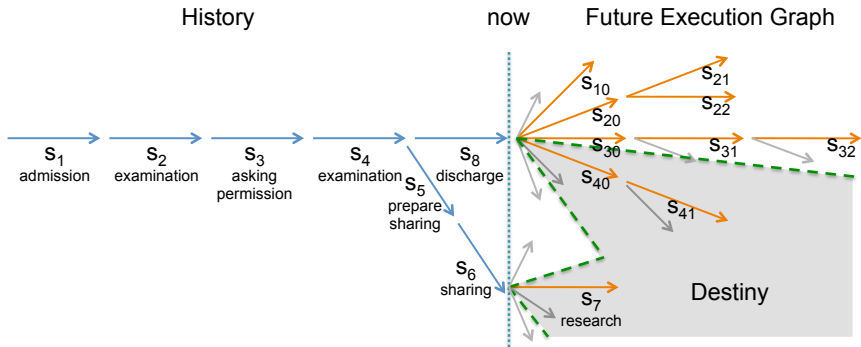 History
now
Future Execution Graph
s1
admission
s2
examination
s3
asking
permission
s4
examination
s8
discharge
s5
prepare
sharing
s6
sharing
s10
s20
s21
s22
s30
s31
s32
s40
s41
s7
research
Destiny